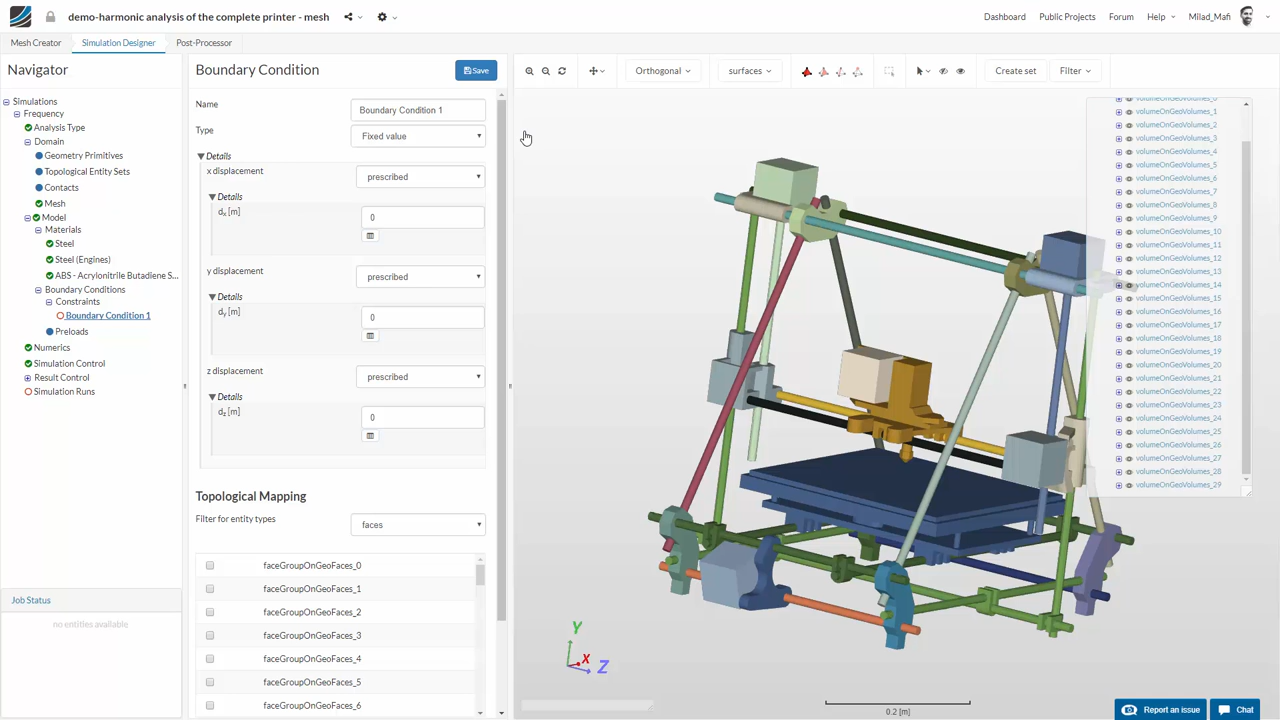 demo-harmonic analysis of the complete printer - mesh
Dashboard
Public Projects
Forum
Help
Milad_Mafi
Mesh Creator
Simulation Designer
Post-Processor
Navigator
Simulations
Frequency
Analysis Type
Domain
Geometry Primitives
Topological Entity Sets
Contacts
Mesh
Model
Materials
Steel
Steel (Engines)
ABS - Acrylonitrile Butadiene S...
Boundary Conditions
Constraints
Boundary Condition 1
Preloads
Numerics
Simulation Control
Result Control
Simulation Runs
Job Status
no entities available
Boundary Condition
Save
Name
Boundary Condition 1
Type
Fixed value
Details
x displacement
prescribed
Details
dx [m]
0
y displacement
prescribed
Details
dy [m]
0
z displacement
prescribed
Details
dz [m]
0
Topological Mapping
Filter for entity types
faces
faceGroupOnGeoFaces_0
faceGroupOnGeoFaces_1
faceGroupOnGeoFaces_2
faceGroupOnGeoFaces_3
faceGroupOnGeoFaces_4
faceGroupOnGeoFaces_5
faceGroupOnGeoFaces_6
Orthogonal
surfaces
Create set
Filter
volumeOnGeoVolumes_0
volumeOnGeoVolumes_1
volumeOnGeoVolumes_2
volumeOnGeoVolumes_3
volumeOnGeoVolumes_4
volumeOnGeoVolumes_5
volumeOnGeoVolumes_6
volumeOnGeoVolumes_7
volumeOnGeoVolumes_8
volumeOnGeoVolumes_9
volumeOnGeoVolumes_10
volumeOnGeoVolumes_11
volumeOnGeoVolumes_12
volumeOnGeoVolumes_13
volumeOnGeoVolumes_14
volumeOnGeoVolumes_15
volumeOnGeoVolumes_16
volumeOnGeoVolumes_17
volumeOnGeoVolumes_18
volumeOnGeoVolumes_19
volumeOnGeoVolumes_20
volumeOnGeoVolumes_21
volumeOnGeoVolumes_22
volumeOnGeoVolumes_23
volumeOnGeoVolumes_24
volumeOnGeoVolumes_25
volumeOnGeoVolumes_26
volumeOnGeoVolumes_27
volumeOnGeoVolumes_28
volumeOnGeoVolumes_29
Y
X
Z
0.2 [m]
Report an issue
Chat